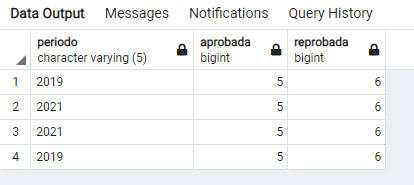 Data Output Messages Notifications Query History
periodo aprobada reprobada
character varying (5) bigint bigint
1 2019 5 6
2 2021 5 6
3 2021 5 6
4 2019 5 6